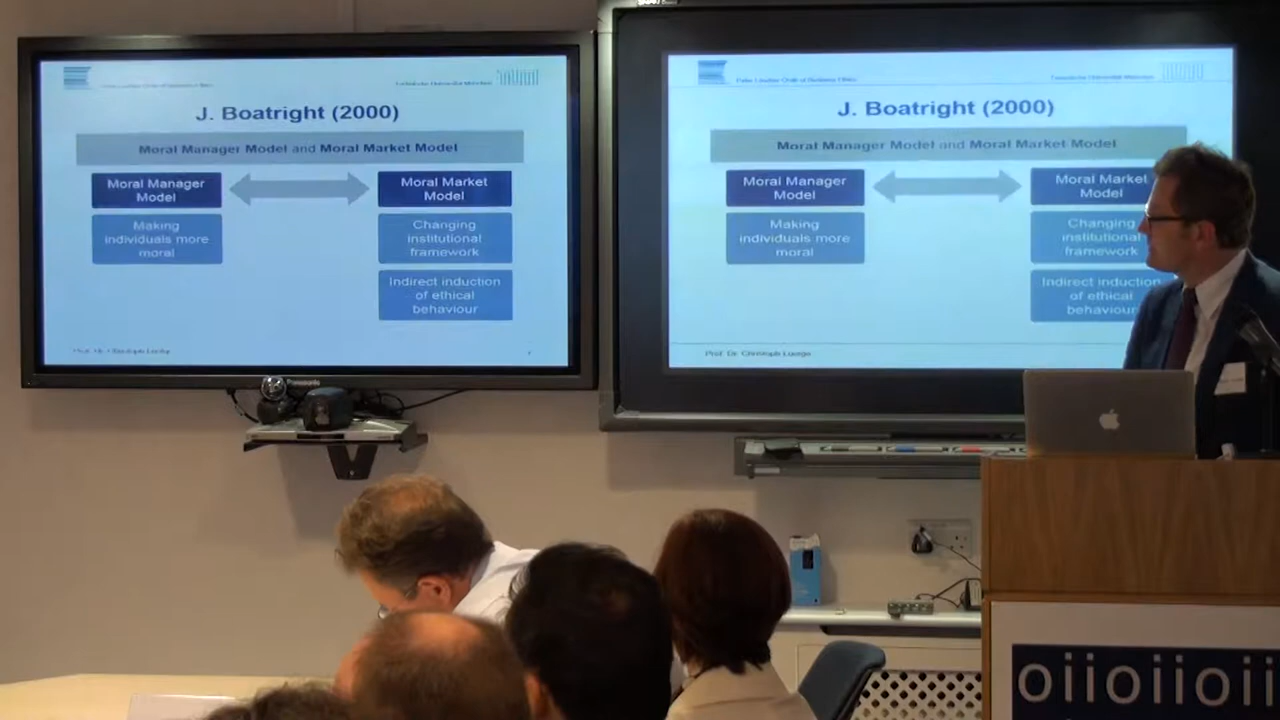 J. Boatright (2000)
Moral Manager Model and Moral Market Model
Moral Manager
Model
Moral Market
Model
Making
individuals more
moral
Changing
institutional
framework
Indirect induction
of ethical
behaviour
Panasonic
J. Boatright (2000)
Moral Manager Model and Moral Market Model
Moral Manager
Model
Moral Market
Model
Making
individuals more
moral
Changing
institutional
framework
Indirect induction
of ethical
behaviour
Prof. Dr. Christoph Luetge
oiioiioii